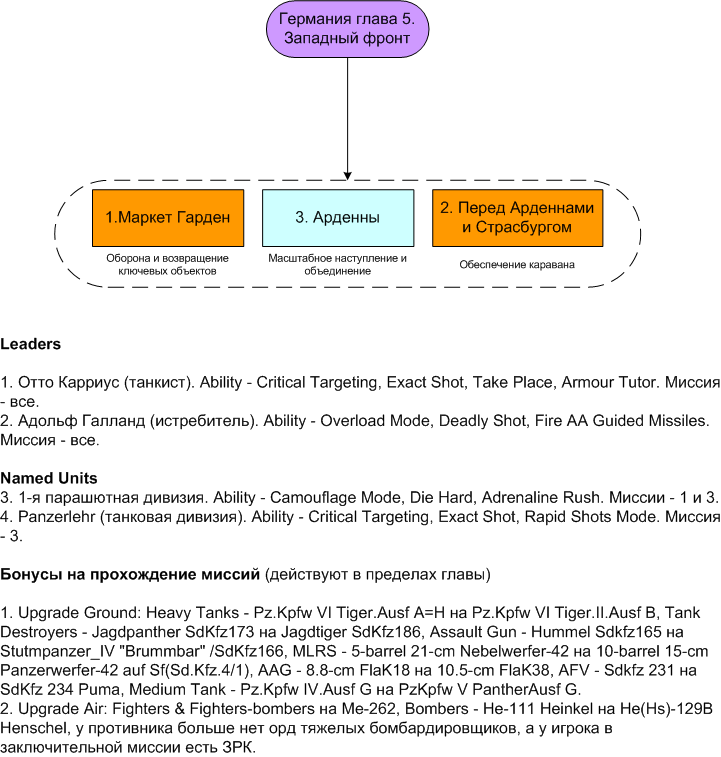 Германия глава 5.
Западный фронт
1.Маркет Гарден
3. Арденны
2. Перед Арденнами
и Страсбургом
Оборона и возвращение
ключевых объектов
Масштабное наступление и
объединение
Обеспечение каравана
Leaders
1. Отто Карриус (танкист). Ability - Critical Targeting, Exact Shot, Take Place, Armour Tutor. Миссия
- все.
2. Адольф Галланд (истребитель). Ability - Overload Mode, Deadly Shot, Fire AA Guided Missiles.
Миссия - все.
Named Units
3. 1-я парашютная дивизия. Ability - Camouflage Mode, Die Hard, Adrenaline Rush. Миссии - 1 и 3.
4. Panzerlehr (танковая дивизия). Ability - Critical Targeting, Exact Shot, Rapid Shots Mode. Миссия
- 3.
Бонусы на прохождение миссий (действуют в пределах главы)
1. Upgrade Ground: Heavy Tanks - Pz.Kpfw VI Tiger.Ausf A=H на Pz.Kpfw VI Tiger.II.Ausf B, Tank
Destroyers - Jagdpanther SdKfz173 на Jagdtiger SdKfz186, Assault Gun - Hummel Sdkfz165 на
Stutmpanzer_IV "Brummbar" /SdKfz166, MLRS - 5-barrel 21-cm Nebelwerfer-42 на 10-barrel 15-cm
Panzerwerfer-42 auf Sf(Sd.Kfz.4/1), AAG - 8.8-cm FlaK18 на 10.5-cm FlaK38, AFV - Sdkfz 231 на
SdKfz 234 Puma, Medium Tank - Pz.Kpfw IV.Ausf G на PzKpfw V PantherAusf G.
2. Upgrade Air: Fighters & Fighters-bombers на Me-262, Bombers - He-111 Heinkel на He(Hs)-129B
Henschel, у противника больше нет орд тяжелых бомбардировщиков, а у игрока в
заключительной миссии есть ЗРК.